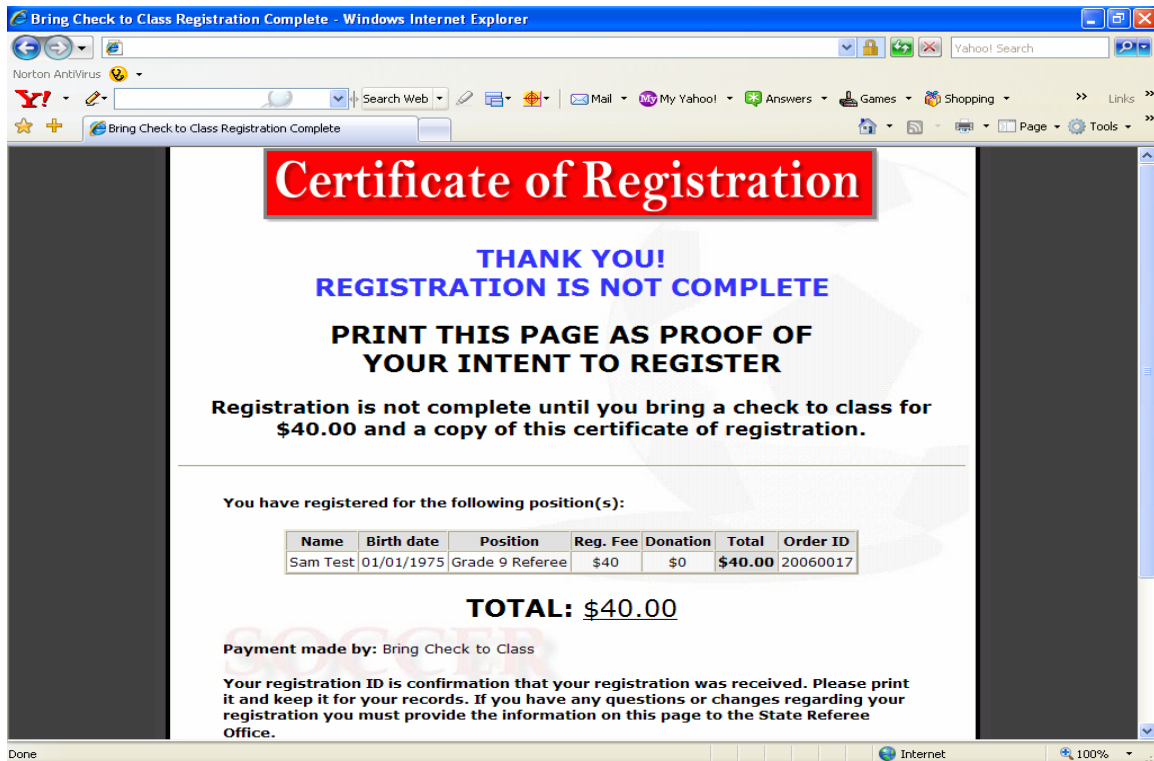 Bring Check to Class Registration Complete - Windows Internet Explorer
Yahoo! Search
Norton AntiVirus
Y! Search Web Mail My My Yahoo! Answers Games Shopping >> Links >>
Bring Check to Class Registration Complete Page Tools >>
Certificate of Registration
THANK YOU!
REGISTRATION IS NOT COMPLETE
PRINT THIS PAGE AS PROOF OF
YOUR INTENT TO REGISTER
Registration is not complete until you bring a check to class for
$40.00 and a copy of this certificate of registration.
You have registered for the following position(s):
Name Birth date Position Reg. Fee Donation Total Order ID
Sam Test 01/01/1975 Grade 9 Referee $40 $0 $40.00 20060017
TOTAL: $40.00
SOCCER
Payment made by: Bring Check to Class
Your registration ID is confirmation that your registration was received. Please print
it and keep it for your records. If you have any questions or changes regarding your
registration you must provide the information on this page to the State Referee
Office.
Done Internet 100%